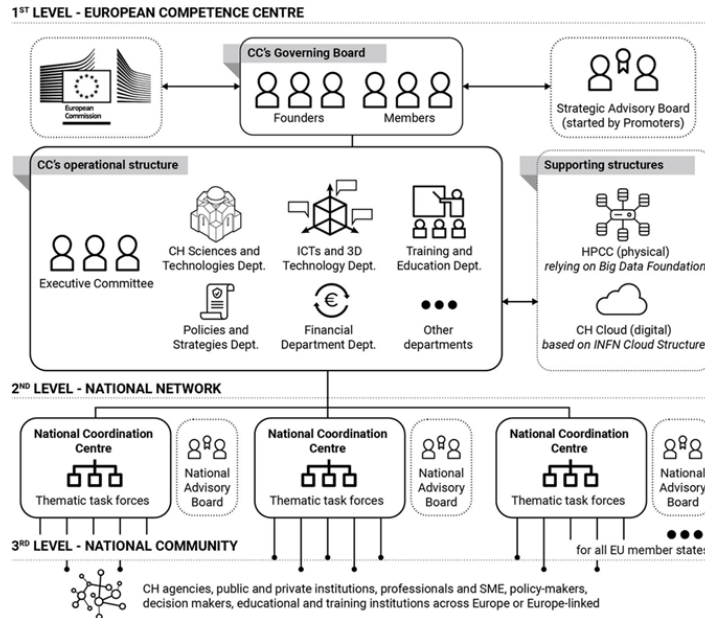 1ST LEVEL - EUROPEAN COMPETENCE CENTRE
CC's Governing Board
Founders
Members
European
Commission
Strategic Advisory Board
(started by Promoters)
CC's operational structure
Executive Committee
CH Sciences and
Technologies Dept.
ICTs and 3D
Technology Dept.
Training and
Education Dept.
Policies and
Strategies Dept.
€
Financial
Department Dept.
Other
departments
Supporting structures
HPCC (physical)
relying on Big Data Foundation
CH Cloud (digital)
based on INFN Cloud Structure
2ND LEVEL - NATIONAL NETWORK
National Coordination
Centre
Thematic task forces
National
Advisory
Board
National Coordination
Centre
Thematic task forces
National
Advisory
Board
National Coordination
Centre
Thematic task forces
National
Advisory
Board
for all EU member states
3RD LEVEL - NATIONAL COMMUNITY
CH agencies, public and private institutions, professionals and SME, policy-makers,
decision makers, educational and training institutions across Europe or Europe-linked